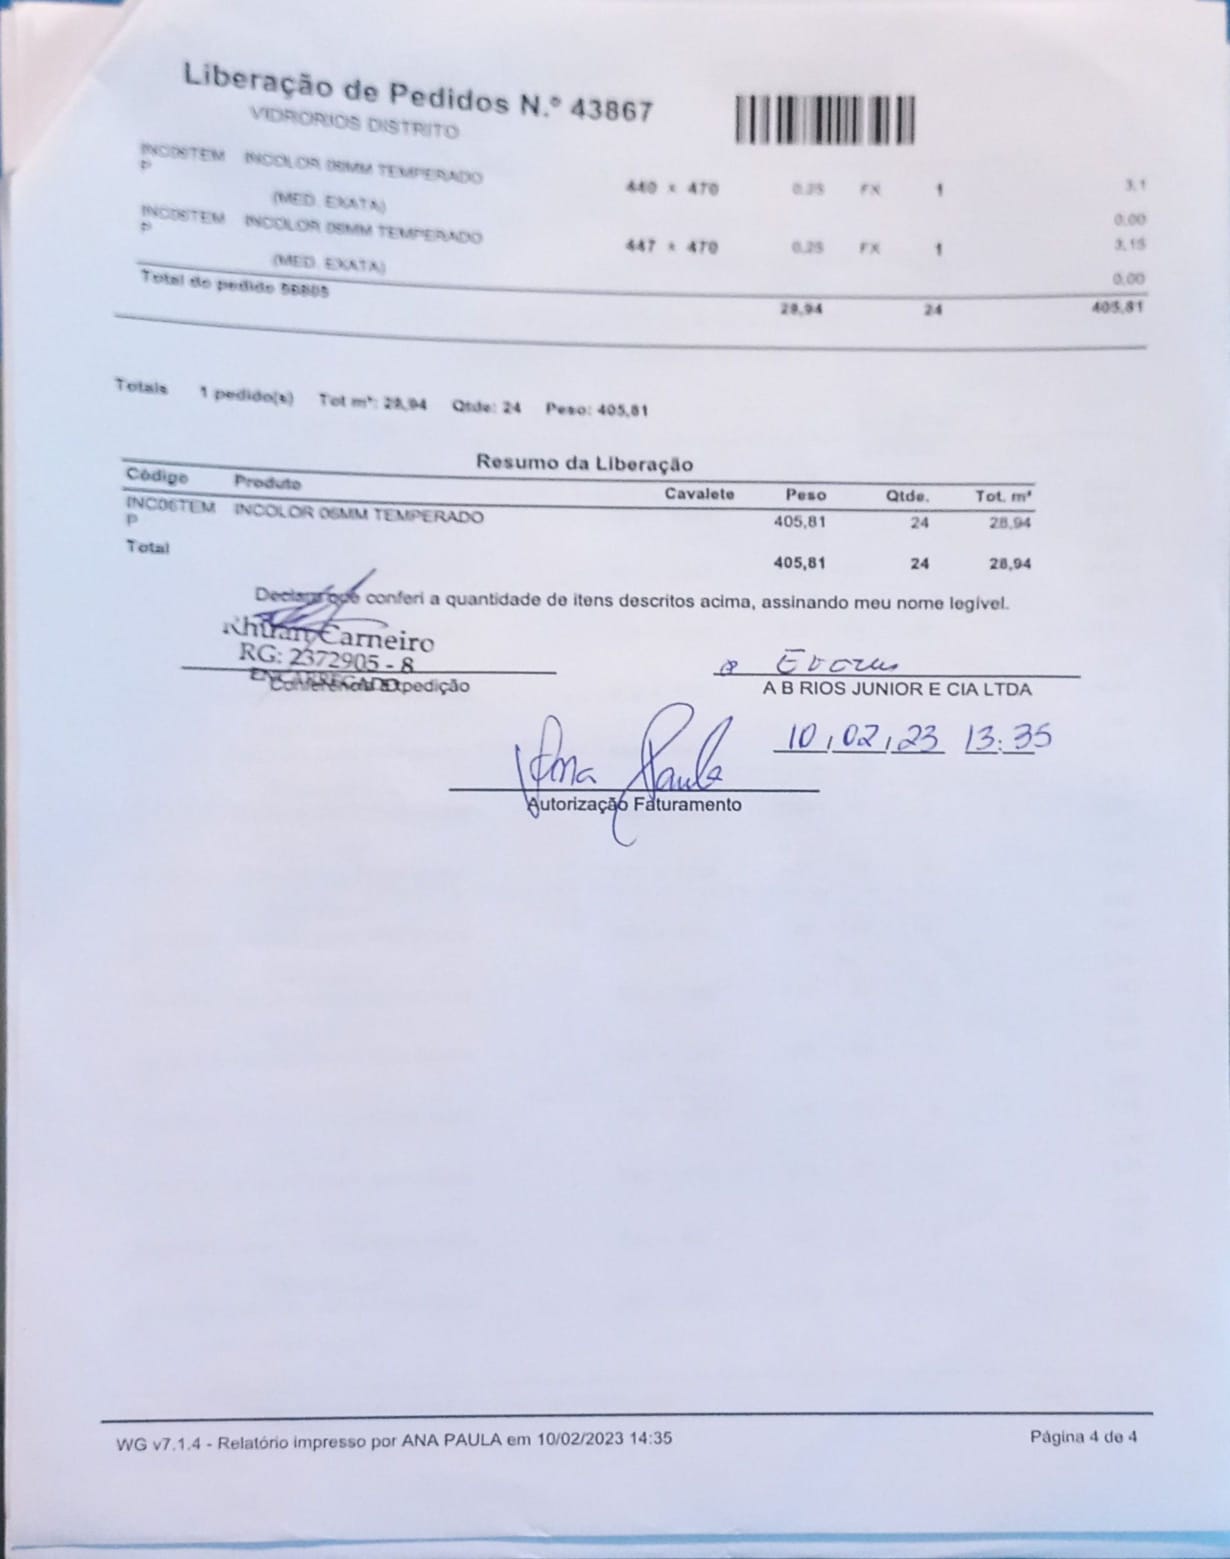 Liberação de Pedidos N.º 43867
VIDRORIOS DISTRITO
INC06TEM INCOLOR 06MM TEMPERADO 440 x 470 0,25 FX 1 3,1
P
(MED. EXATA) 0,00
INC06TEM INCOLOR 06MM TEMPERADO 447 x 470 0,25 FX 1 3,15
P
(MED. EXATA) 0,00
Total do pedido 28,94 24 405,81
Totais 1 pedido(s) Tot m²: 28,94 Qtde: 24 Peso: 405,81
Resumo da Liberação
Código Produto Cavalete Peso Qtde. Tot. m²
INC06TEM INCOLOR 06MM TEMPERADO 405,81 24 28,94
P
Total 405,81 24 28,94
Declaro que conferi a quantidade de itens descritos acima, assinando meu nome legível.
Rhuan Carneiro
RG: 2372905 - 8
ENCARREGADO
Expedição
A B RIOS JUNIOR E CIA LTDA
10/02/23 13:35
Ana Paula
Autorização Faturamento
WG v7.1.4 - Relatório impresso por ANA PAULA em 10/02/2023 14:35 Página 4 de 4